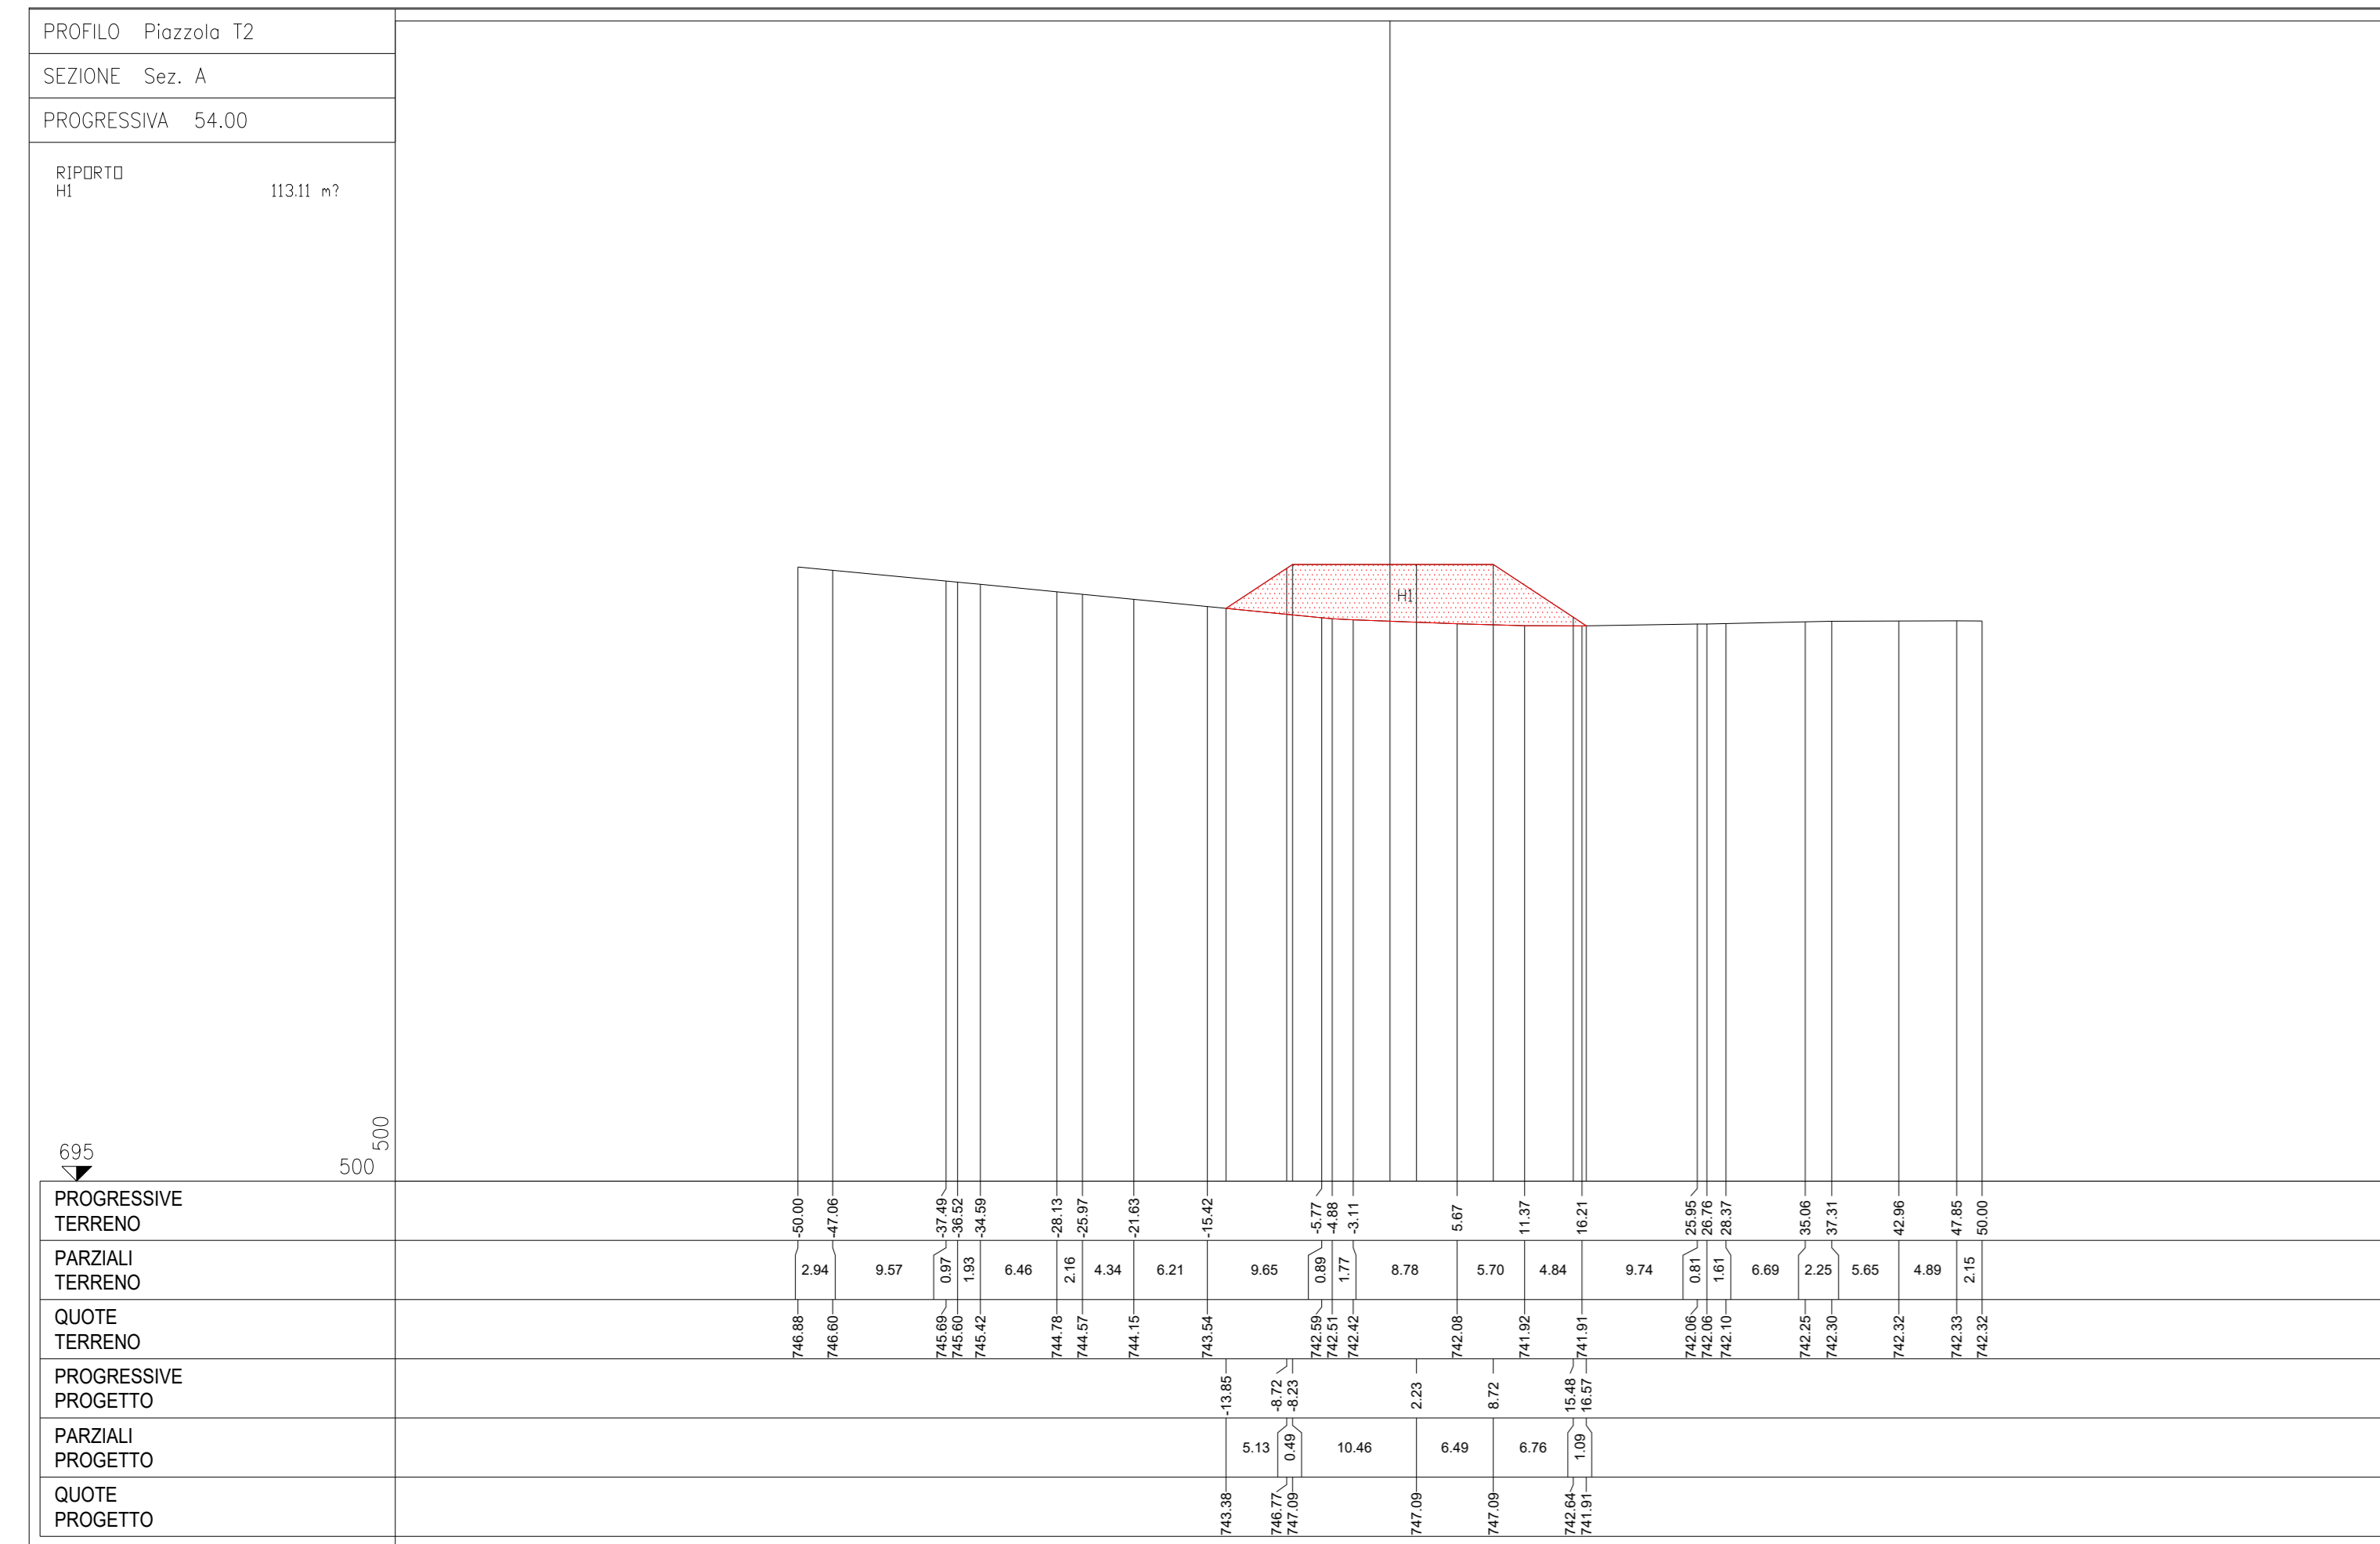 PROFILO Piazzola T2
SEZIONE Sez. A
PROGRESSIVA 54.00
RIPORTO
H1 113.11 m?
H1
500
695
500
PROGRESSIVE
TERRENO
-50.00 -47.06 -37.49 -36.52 -34.59 -28.13 -25.97 -21.63 -15.42 -5.77 -4.88 -3.11 5.67 11.37 16.21 25.95 26.76 28.37 35.06 37.31 42.96 47.85 50.00
PARZIALI
TERRENO
2.94 9.57 0.97 1.93 6.46 2.16 4.34 6.21 9.65 0.89 1.77 8.78 5.70 4.84 9.74 0.81 1.61 6.69 2.25 5.65 4.89 2.15
QUOTE
TERRENO
746.88 746.60 745.69 745.60 745.42 744.78 744.57 744.15 743.54 742.59 742.51 742.42 742.08 741.92 741.91 742.06 742.06 742.10 742.25 742.30 742.32 742.33 742.32
PROGRESSIVE
PROGETTO
-13.85 -8.72 -8.23 2.23 8.72 15.48 16.57
PARZIALI
PROGETTO
5.13 0.49 10.46 6.49 6.76 1.09
QUOTE
PROGETTO
743.38 746.77 747.09 747.09 747.09 742.64 741.91